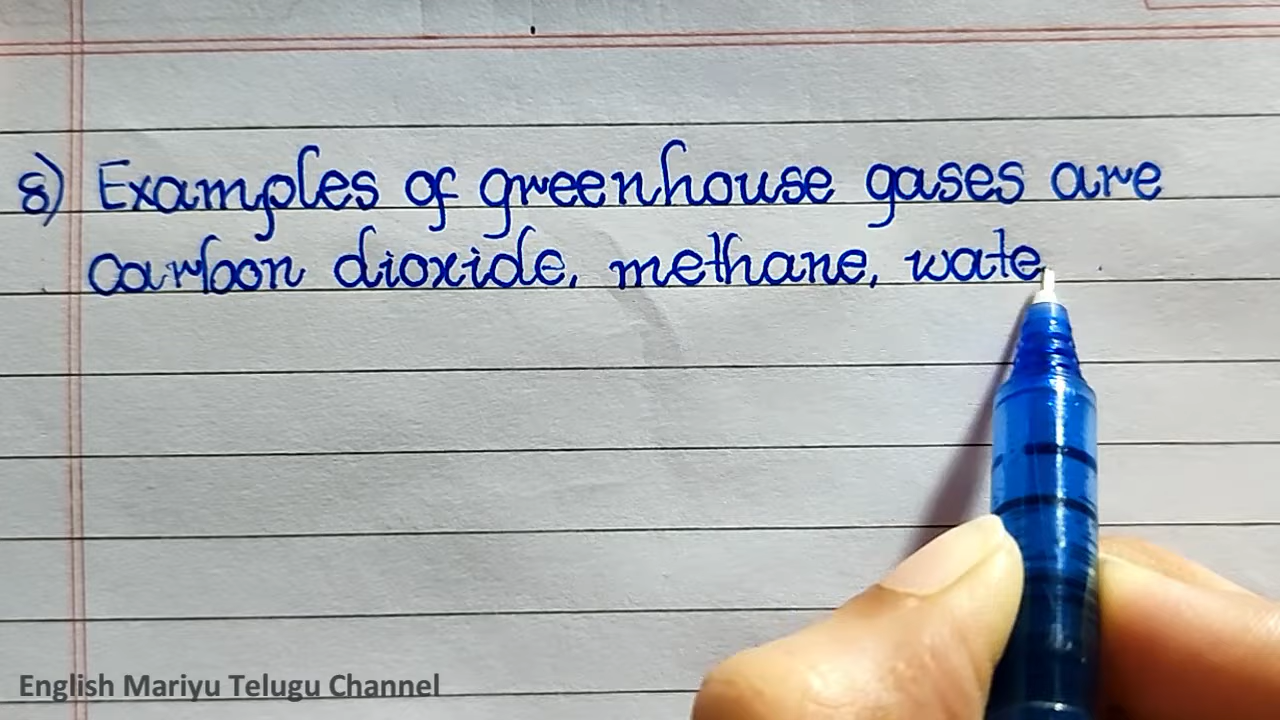 8) Examples of greenhouse gases are
carbon dioxide, methane, wate
English Mariyu Telugu Channel